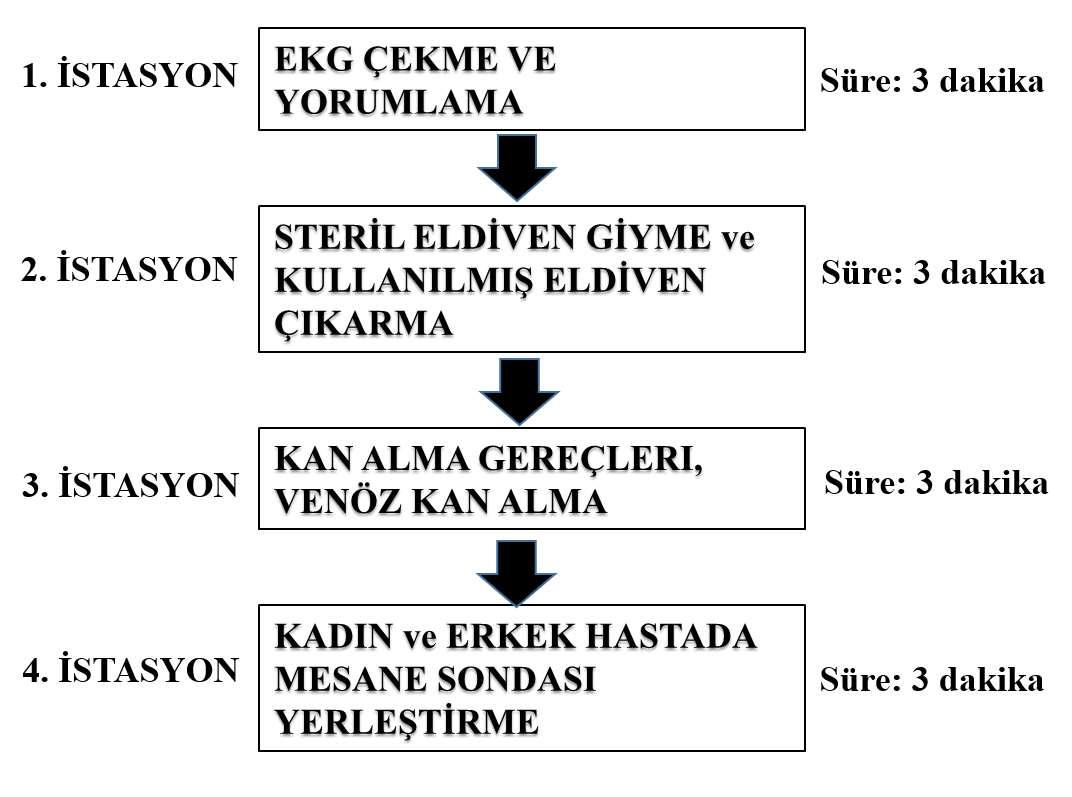 1. İSTASYON
EKG ÇEKME VE
YORUMLAMA
Süre: 3 dakika
2. İSTASYON
STERİL ELDİVEN GİYME ve
KULLANILMIŞ ELDİVEN
ÇIKARMA
Süre: 3 dakika
3. İSTASYON
KAN ALMA GEREÇLERI,
VENÖZ KAN ALMA
Süre: 3 dakika
4. İSTASYON
KADIN ve ERKEK HASTADA
MESANE SONDASI
YERLEŞTİRME
Süre: 3 dakika